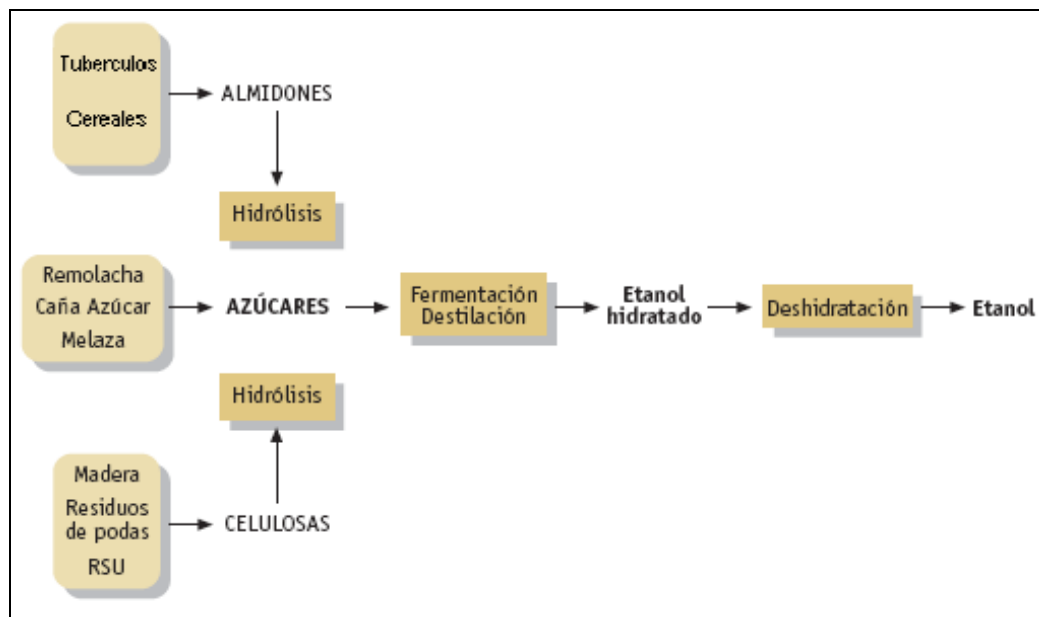 Tuberculos
Cereales
ALMIDONES
Hidrólisis
Remolacha
Caña Azúcar
Melaza
AZÚCARES
Fermentación
Destilación
Etanol
hidratado
Deshidratación
Etanol
Hidrólisis
Madera
Residuos
de podas
RSU
CELULOSAS